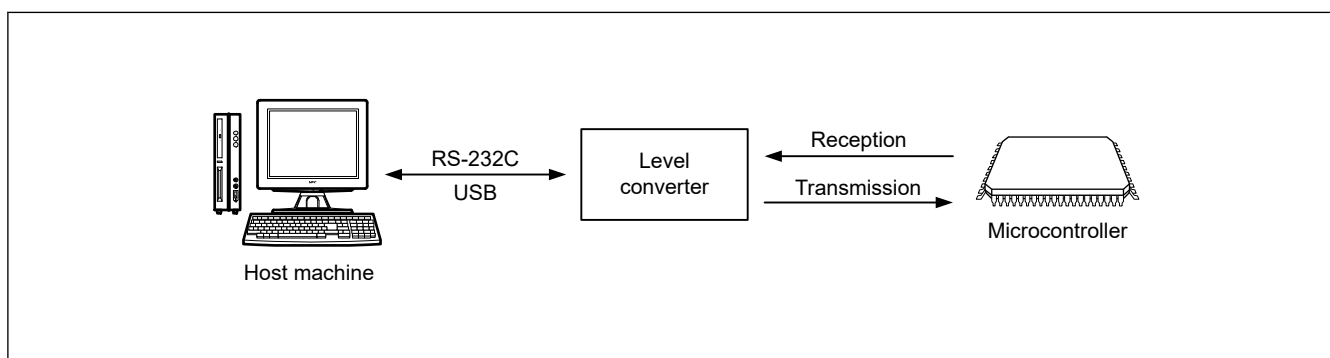 RS-232C
USB
Level
converter
Reception
Transmission
Microcontroller
Host machine